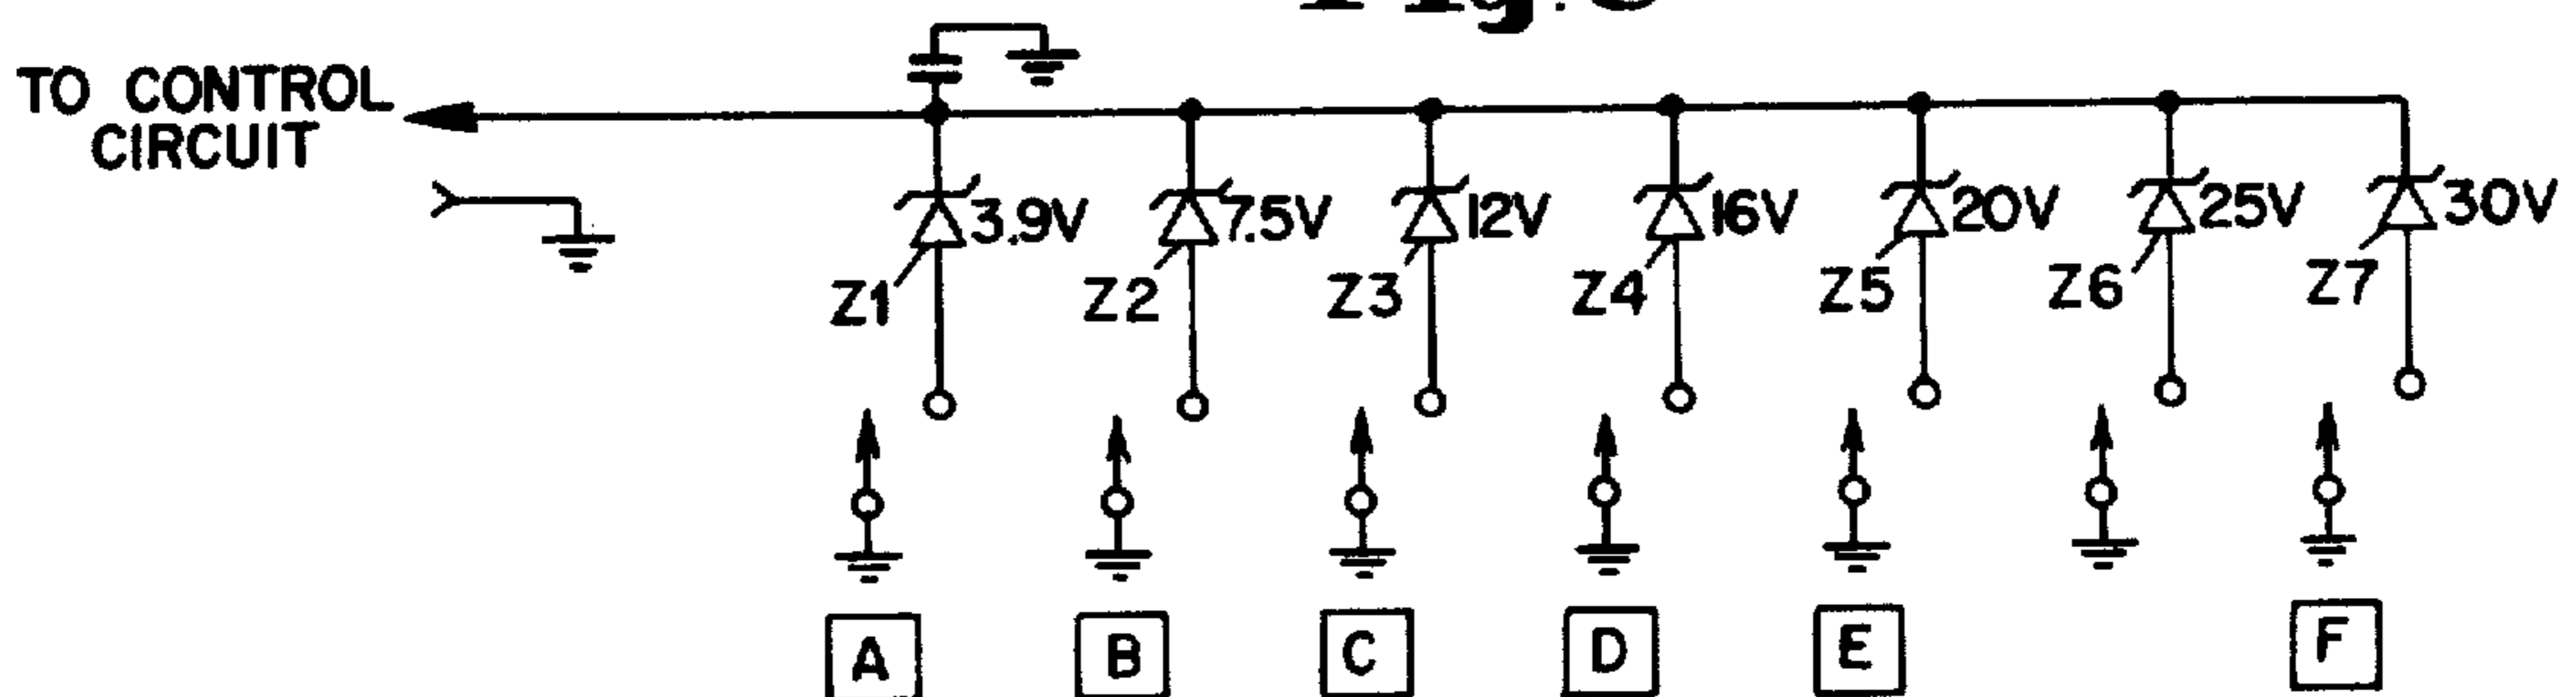 TO CONTROL
CIRCUIT
3.9V
7.5V
12V
16V
20V
25V
30V
Z1
Z2
Z3
Z4
Z5
Z6
Z7
A
B
C
D
E
F